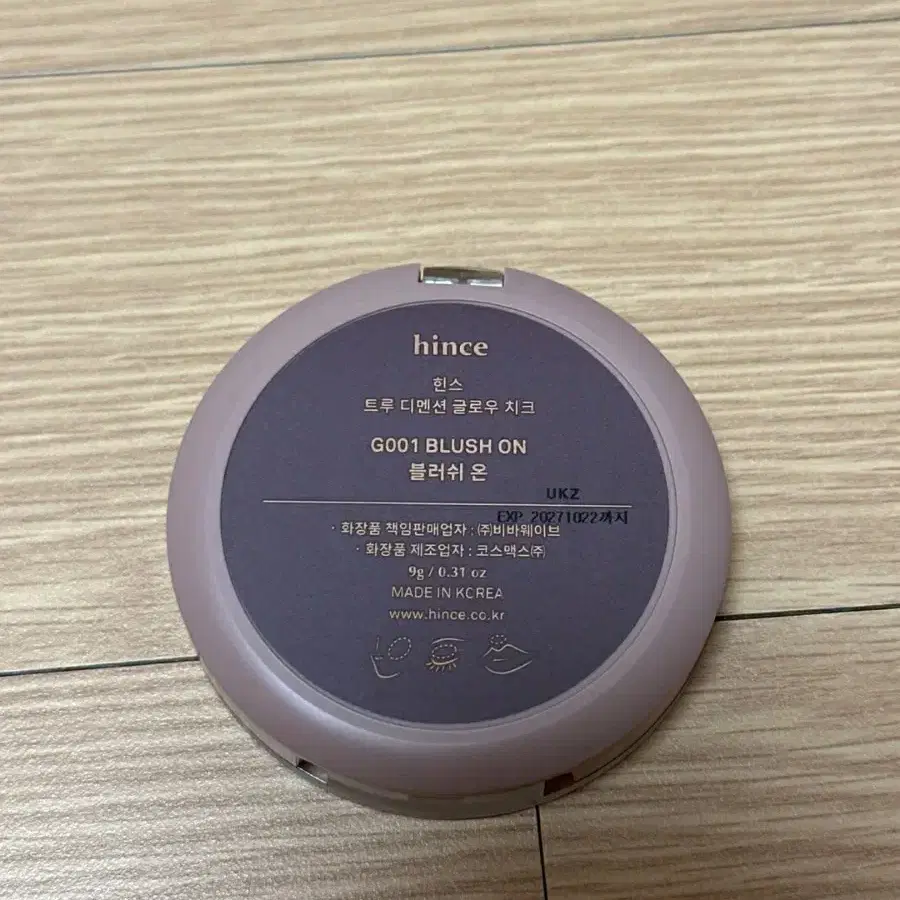 hince
힌스
트루 디멘션 글로우 치크
G001 BLUSH ON
블러쉬 온
UKZ
EXP 20271022까지
· 화장품 책임판매업자 : ㈜비바웨이브
· 화장품 제조업자 : 코스맥스㈜
9g / 0.31 oz
MADE IN KOREA
www.hince.co.kr